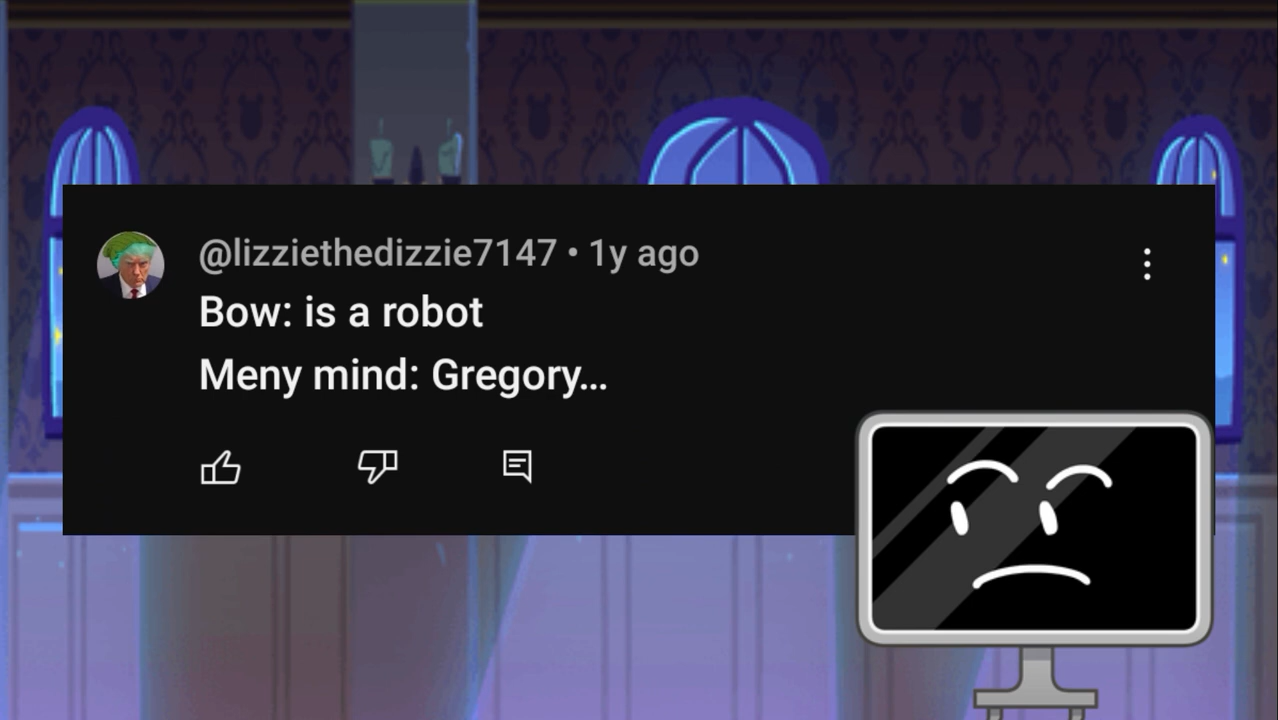 @lizziethedizzie7147 • 1y ago
Bow: is a robot
Meny mind: Gregory...